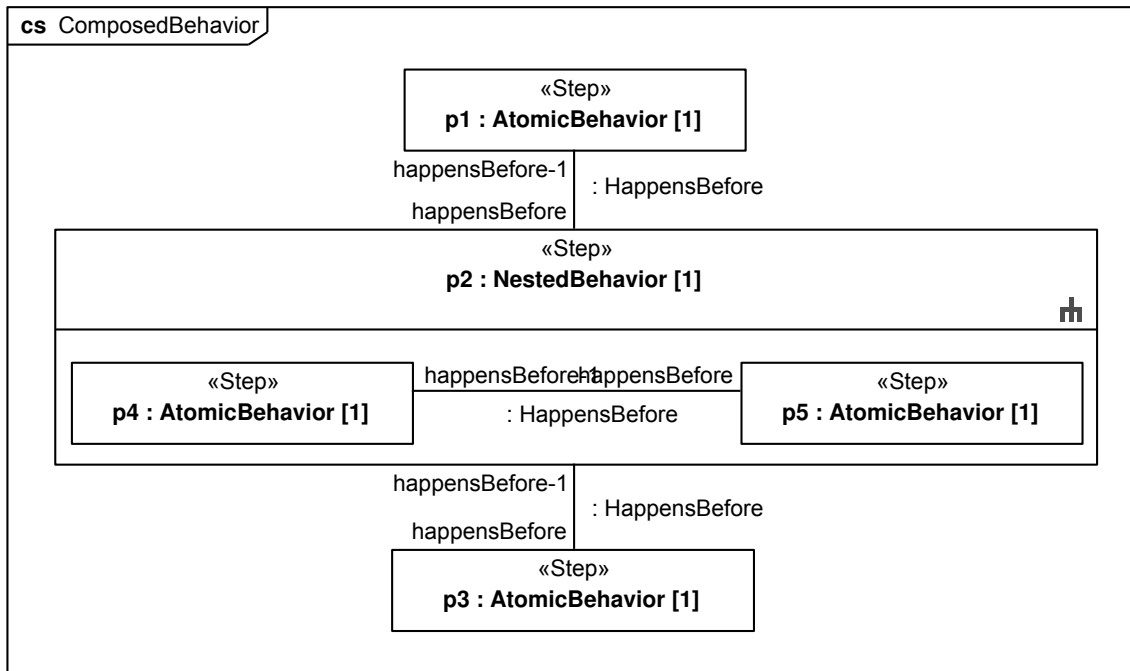 cs ComposedBehavior
«Step»
p1 : AtomicBehavior [1]
happensBefore-1
: HappensBefore
happensBefore
«Step»
p2 : NestedBehavior [1]
«Step»
p4 : AtomicBehavior [1]
happensBefore-1
happensBefore
: HappensBefore
«Step»
p5 : AtomicBehavior [1]
happensBefore-1
: HappensBefore
happensBefore
«Step»
p3 : AtomicBehavior [1]